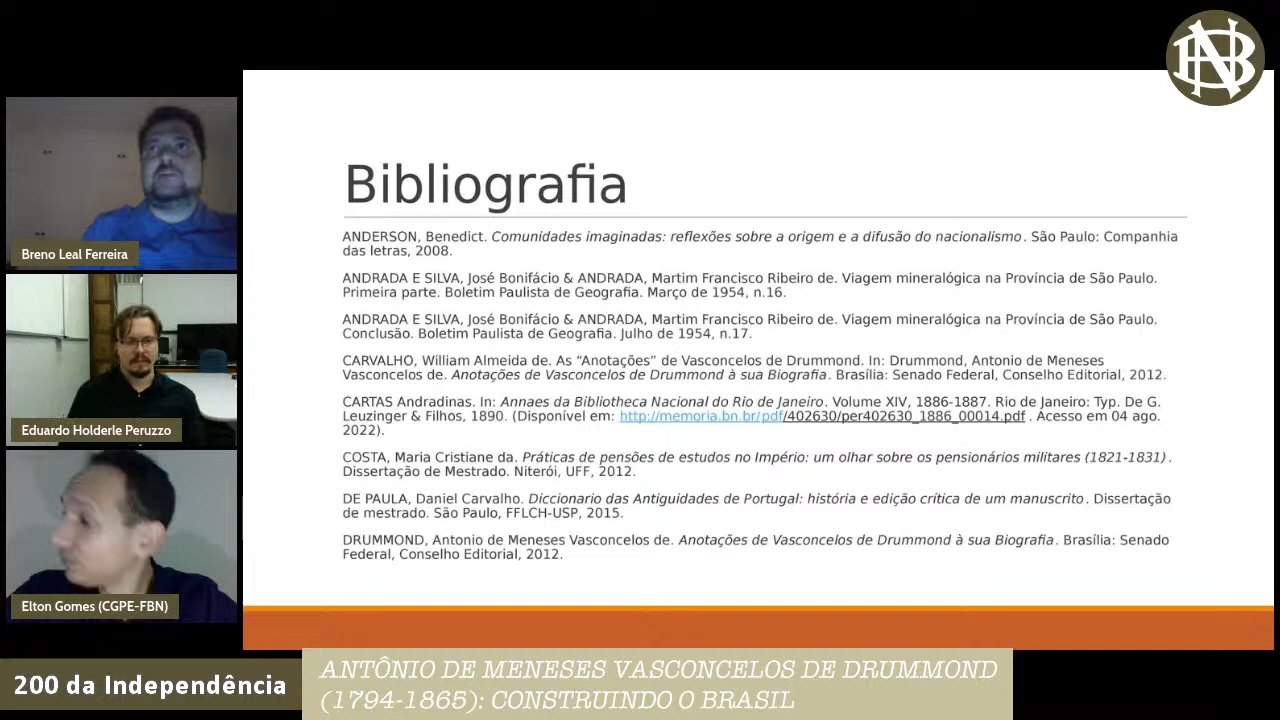 Bibliografia
ANDERSON, Benedict. Comunidades imaginadas: reflexões sobre a origem e a difusão do nacionalismo. São Paulo: Companhia
das letras, 2008.
ANDRADA E SILVA, José Bonifácio & ANDRADA, Martim Francisco Ribeiro de. Viagem mineralógica na Província de São Paulo.
Primeira parte. Boletim Paulista de Geografia. Março de 1954, n.16.
ANDRADA E SILVA, José Bonifácio & ANDRADA, Martim Francisco Ribeiro de. Viagem mineralógica na Província de São Paulo.
Conclusão. Boletim Paulista de Geografia. Julho de 1954, n.17.
CARVALHO, William Almeida de. As “Anotações” de Vasconcelos de Drummond. In: Drummond, Antonio de Meneses
Vasconcelos de. Anotações de Vasconcelos de Drummond à sua Biografia. Brasília: Senado Federal, Conselho Editorial, 2012.
CARTAS Andradinas. In: Annaes da Bibliotheca Nacional do Rio de Janeiro. Volume XIV, 1886-1887. Rio de Janeiro: Typ. De G.
Leuzinger & Filhos, 1890. (Disponível em: http://memoria.bn.br/pdf/402630/per402630_1886_00014.pdf . Acesso em 04 ago.
2022).
COSTA, Maria Cristiane da. Práticas de pensões de estudos no Império: um olhar sobre os pensionários militares (1821-1831).
Dissertação de Mestrado. Niterói, UFF, 2012.
DE PAULA, Daniel Carvalho. Diccionario das Antiguidades de Portugal: história e edição crítica de um manuscrito. Dissertação
de mestrado. São Paulo, FFLCH-USP, 2015.
DRUMMOND, Antonio de Meneses Vasconcelos de. Anotações de Vasconcelos de Drummond à sua Biografia. Brasília: Senado
Federal, Conselho Editorial, 2012.
Breno Leal Ferreira
Eduardo Holderle Peruzzo
Elton Gomes (CGPE-FBN)
200 da Independência
ANTÔNIO DE MENESES VASCONCELOS DE DRUMMOND
(1794-1865): CONSTRUINDO O BRASIL